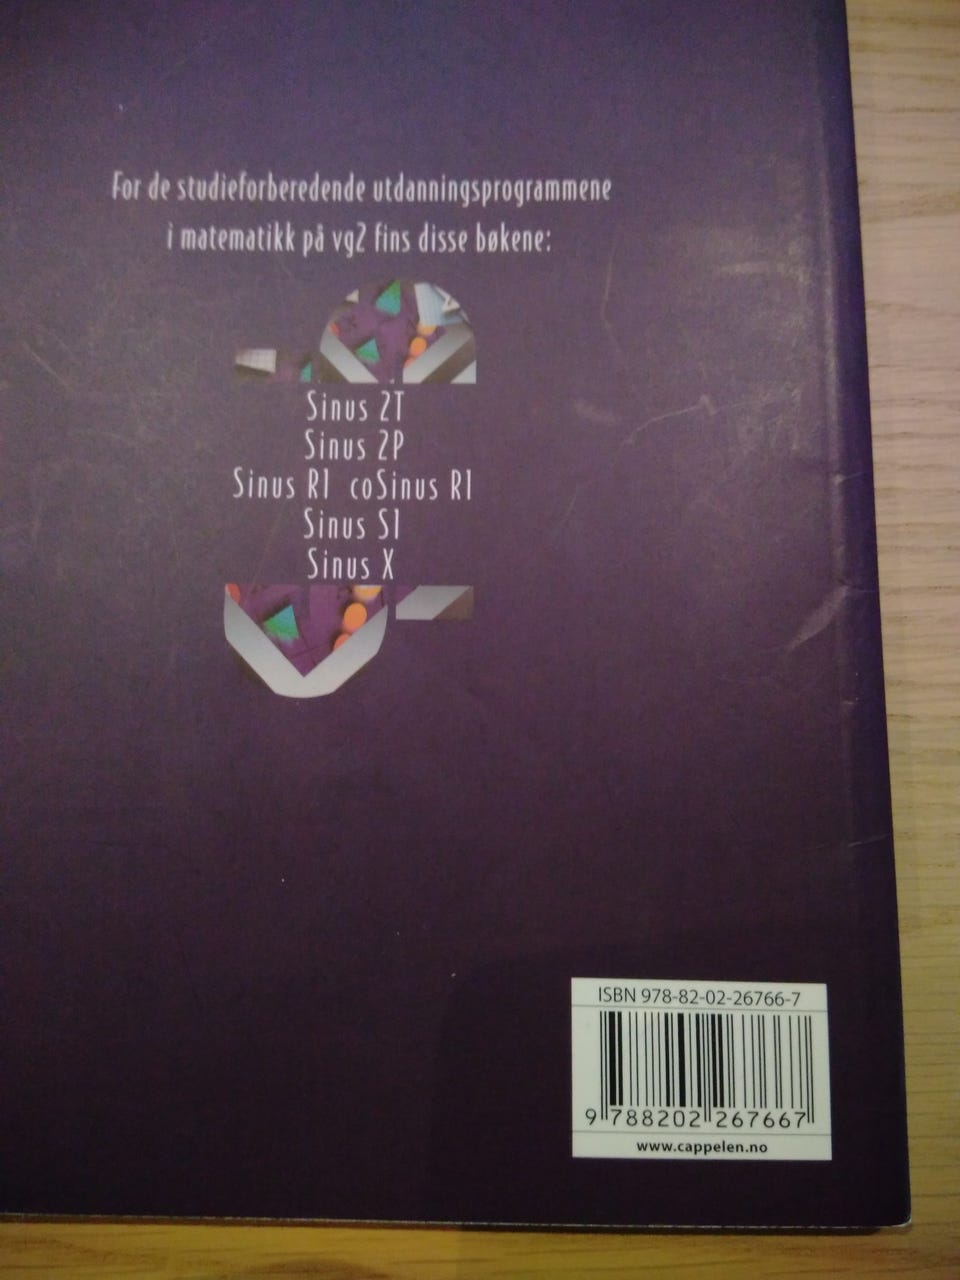 For de studieforberedende utdanningsprogrammene
i matematikk på vg2 fins disse bøkene:
Sinus 2T
Sinus 2P
Sinus R1 coSinus R1
Sinus S1
Sinus X
ISBN 978-82-02-26766-7
9 788202 267667
www.cappelen.no